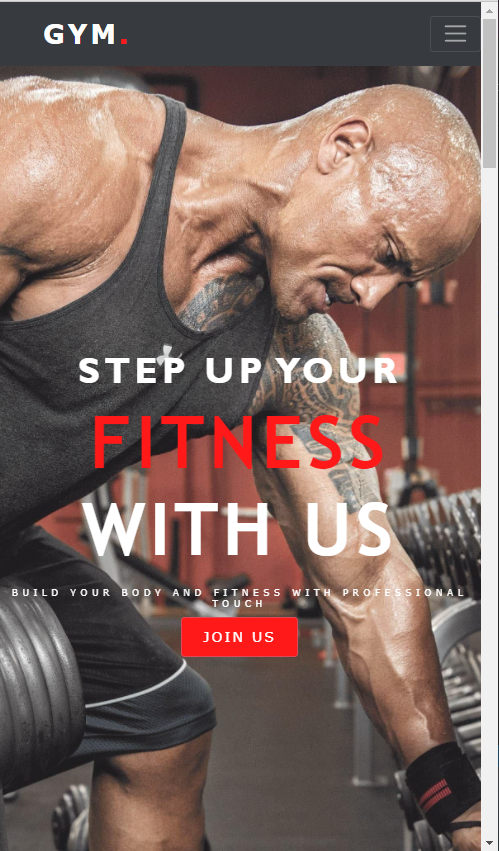 GYM.
STEP UP YOUR
FITNESS
WITH US
BUILD YOUR BODY AND FITNESS WITH PROFESSIONAL
TOUCH
JOIN US